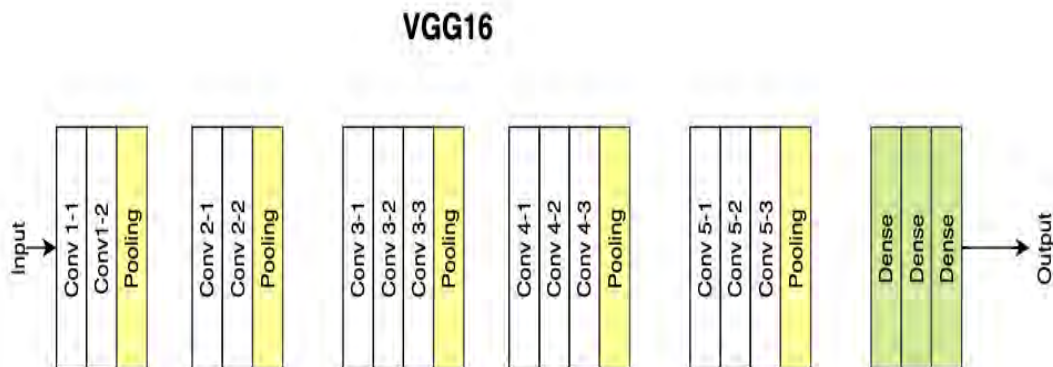 VGG16
Input
Conv 1-1
Conv1-2
Pooling
Conv 2-1
Conv 2-2
Pooling
Conv 3-1
Conv 3-2
Conv 3-3
Pooling
Conv 4-1
Conv 4-2
Conv 4-3
Pooling
Conv 5-1
Conv 5-2
Conv 5-3
Pooling
Dense
Dense
Dense
Output